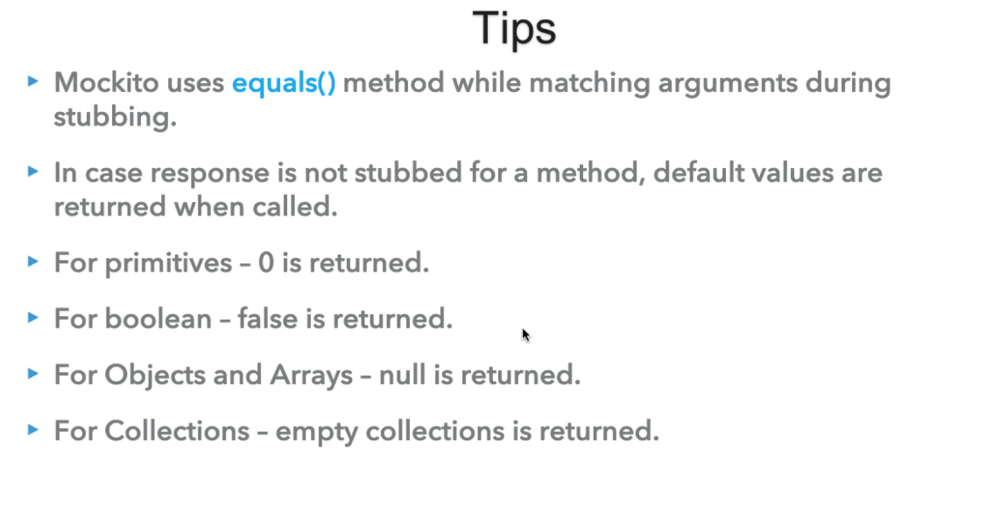 Tips
▸ Mockito uses equals() method while matching arguments during
stubbing.
▸ In case response is not stubbed for a method, default values are
returned when called.
▸ For primitives – 0 is returned.
▸ For boolean – false is returned.
▸ For Objects and Arrays – null is returned.
▸ For Collections – empty collections is returned.